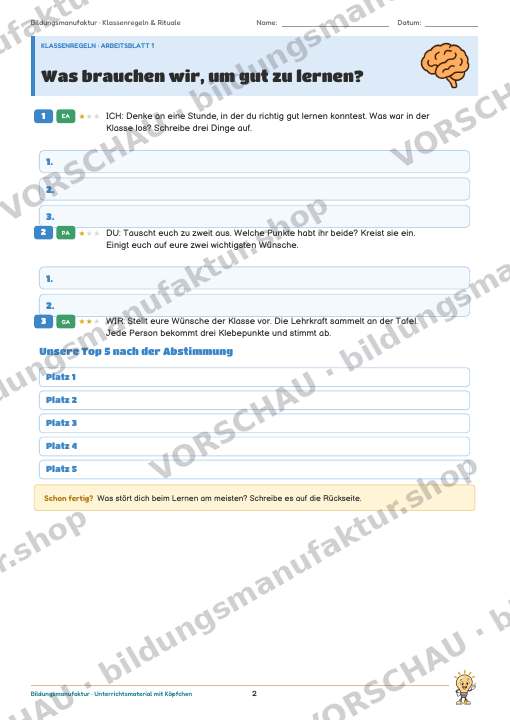 Bildungsmanufaktur · Klassenregeln & Rituale Name: Datum:
KLASSENREGELN · ARBEITSBLATT 1
Was brauchen wir, um gut zu lernen?
1 EA ICH: Denke an eine Stunde, in der du richtig gut lernen konntest. Was war in der
Klasse los? Schreibe drei Dinge auf.
1.
2.
3.
2 PA DU: Tauscht euch zu zweit aus. Welche Punkte habt ihr beide? Kreist sie ein.
Einigt euch auf eure zwei wichtigsten Wünsche.
1.
2.
3 GA WIR: Stellt eure Wünsche der Klasse vor. Die Lehrkraft sammelt an der Tafel.
Jede Person bekommt drei Klebepunkte und stimmt ab.
Unsere Top 5 nach der Abstimmung
Platz 1
Platz 2
Platz 3
Platz 4
Platz 5
Schon fertig? Was stört dich beim Lernen am meisten? Schreibe es auf die Rückseite.
Bildungsmanufaktur · Unterrichtsmaterial mit Köpfchen 2
VORSCHAU · bildungsmanufaktur.shop
VORSCHAU · bildungsmanufaktur.shop
VORSCHAU · bildungsmanufaktur.shop